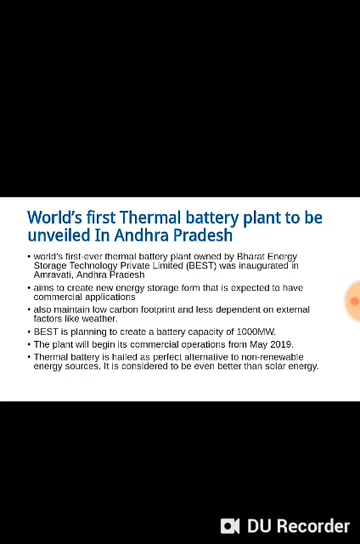 World's first Thermal battery plant to be
unveiled In Andhra Pradesh
• world's first-ever thermal battery plant owned by Bharat Energy
Storage Technology Private Limited (BEST) was inaugurated in
Amravati, Andhra Pradesh
• aims to create new energy storage form that is expected to have
commercial applications
• also maintain low carbon footprint and less dependent on external
factors like weather.
• BEST is planning to create a battery capacity of 1000MW.
• The plant will begin its commercial operations from May 2019.
• Thermal battery is hailed as perfect alternative to non-renewable
energy sources. It is considered to be even better than solar energy.
DU Recorder